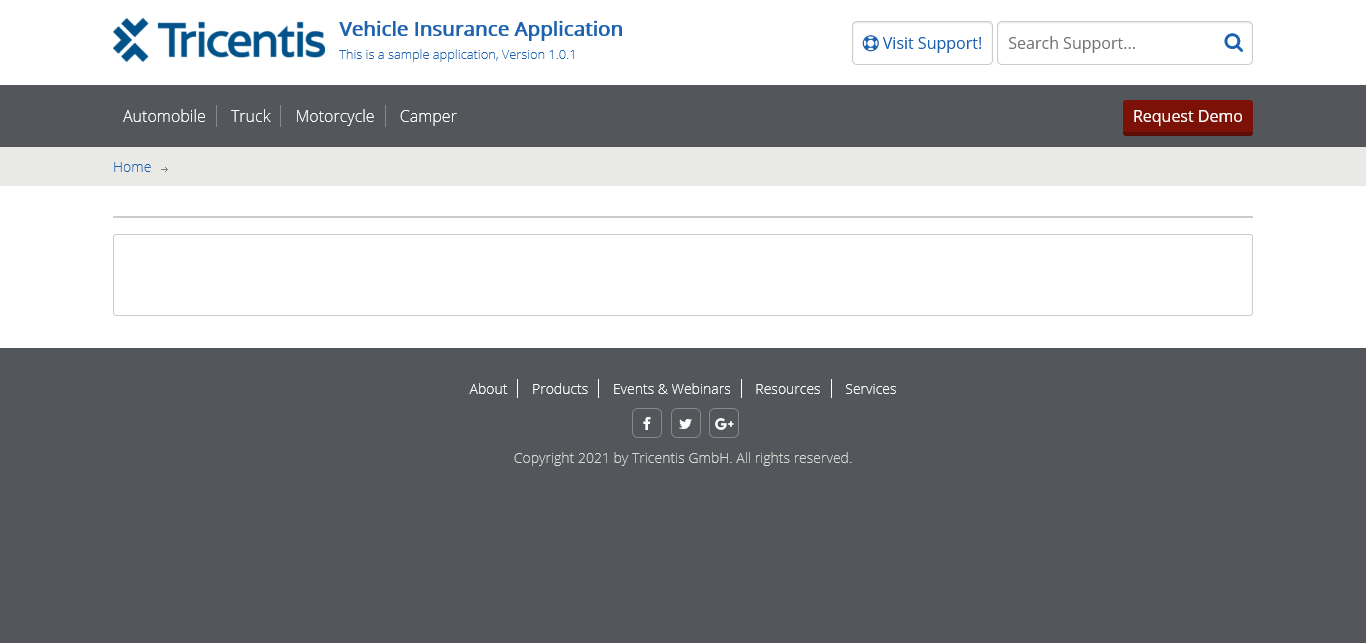 Tricentis
Vehicle Insurance Application
This is a sample application, Version 1.0.1
Visit Support!
Search Support...
Automobile
Truck
Motorcycle
Camper
Request Demo
Home
About
Products
Events & Webinars
Resources
Services
Copyright 2021 by Tricentis GmbH. All rights reserved.